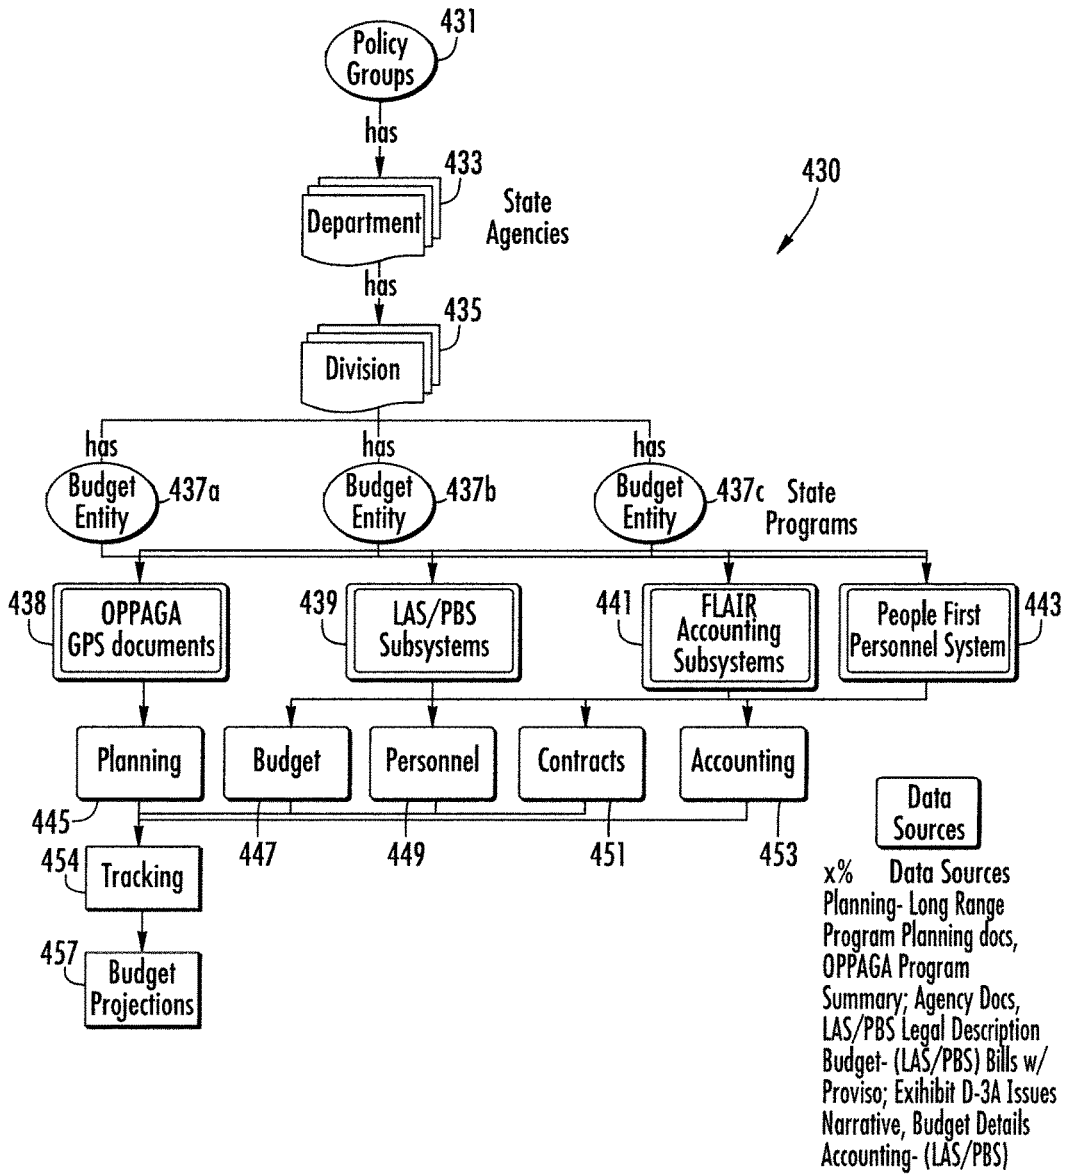 Policy
Groups
431
has
433
430
Department
State
Agencies
has
435
Division
has
has
has
Budget
Entity
437a
Budget
Entity
437b
Budget
Entity
437c
State
Programs
438
OPPAGA
GPS documents
439
LAS/PBS
Subsystems
441
FLAIR
Accounting
Subsystems
People First
Personnel System
443
Planning
Budget
Personnel
Contracts
Accounting
445
447
449
451
453
Data
Sources
454
Tracking
457
Budget
Projections
x% Data Sources
Planning- Long Range
Program Planning docs,
OPPAGA Program
Summary; Agency Docs,
LAS/PBS Legal Description
Budget- (LAS/PBS) Bills w/
Proviso; Exihibit D-3A Issues
Narrative, Budget Details
Accounting- (LAS/PBS)